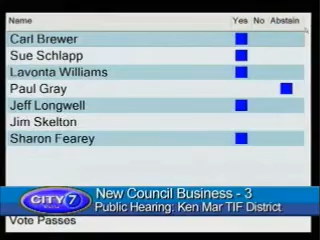 Name Yes No Abstain
Carl Brewer
Sue Schlapp
Lavonta Williams
Paul Gray
Jeff Longwell
Jim Skelton
Sharon Fearey
CITY 7
New Council Business - 3
Public Hearing: Ken Mar TIF District
Vote Passes